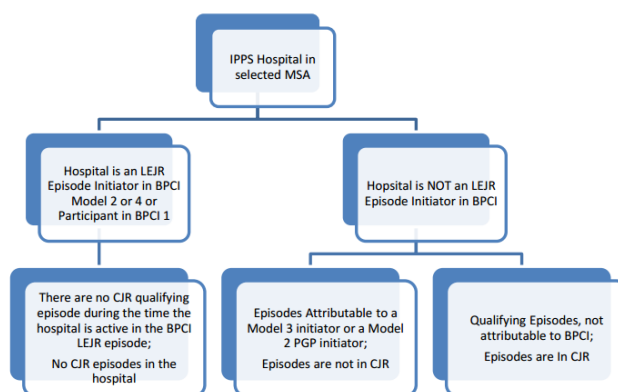 IPPS Hospital in
selected MSA
Hospital is an LEJR
Episode Initiator in BPCI
Model 2 or 4 or
Participant in BPCI 1
Hopsital is NOT an LEJR
Episode Initiator in BPCI
There are no CJR qualifying
episode during the time the
hospital is active in the BPCI
LEJR episode;
No CJR episodes in the
hospital
Episodes Attributable to a
Model 3 initiator or a Model
2 PGP initiator;
Episodes are not in CJR
Qualifying Episodes, not
attributable to BPCI;
Episodes are In CJR